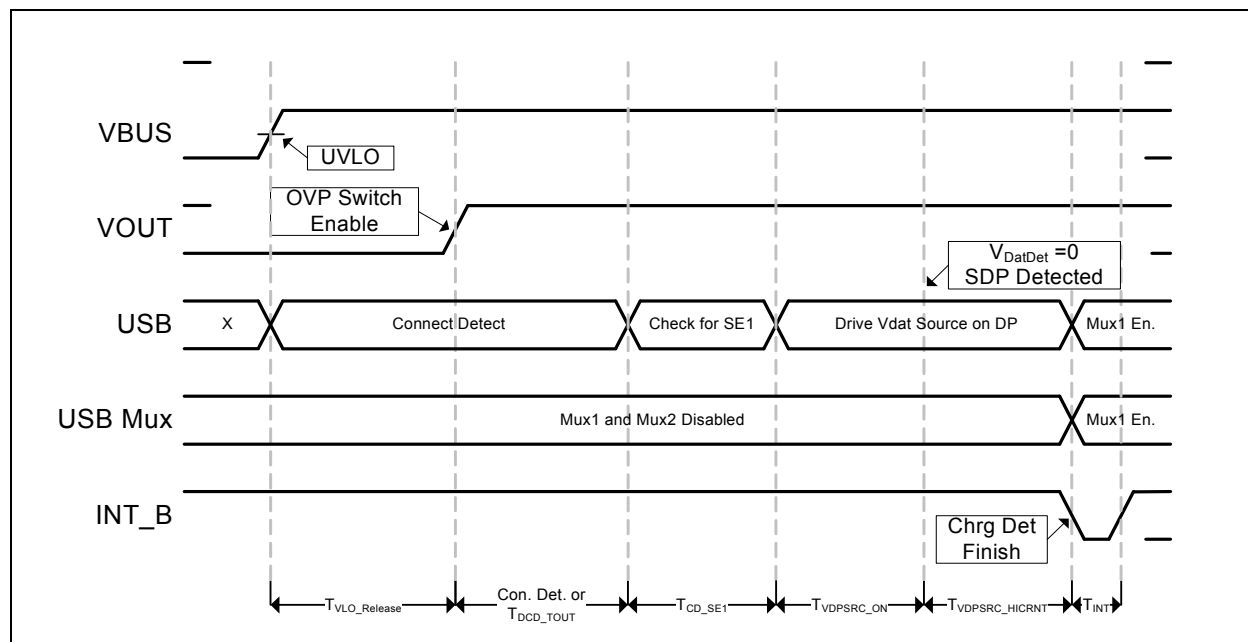 VBUS
UVLO
OVP Switch
Enable
VOUT
V_DatDet =0
SDP Detected
USB
X
Connect Detect
Check for SE1
Drive Vdat Source on DP
Mux1 En.
USB Mux
Mux1 and Mux2 Disabled
Mux1 En.
INT_B
Chrg Det
Finish
T_VLO_Release
Con. Det. or
T_DCD_TOUT
T_CD_SE1
T_VDPSRC_ON
T_VDPSRC_HICRNT
T_INT